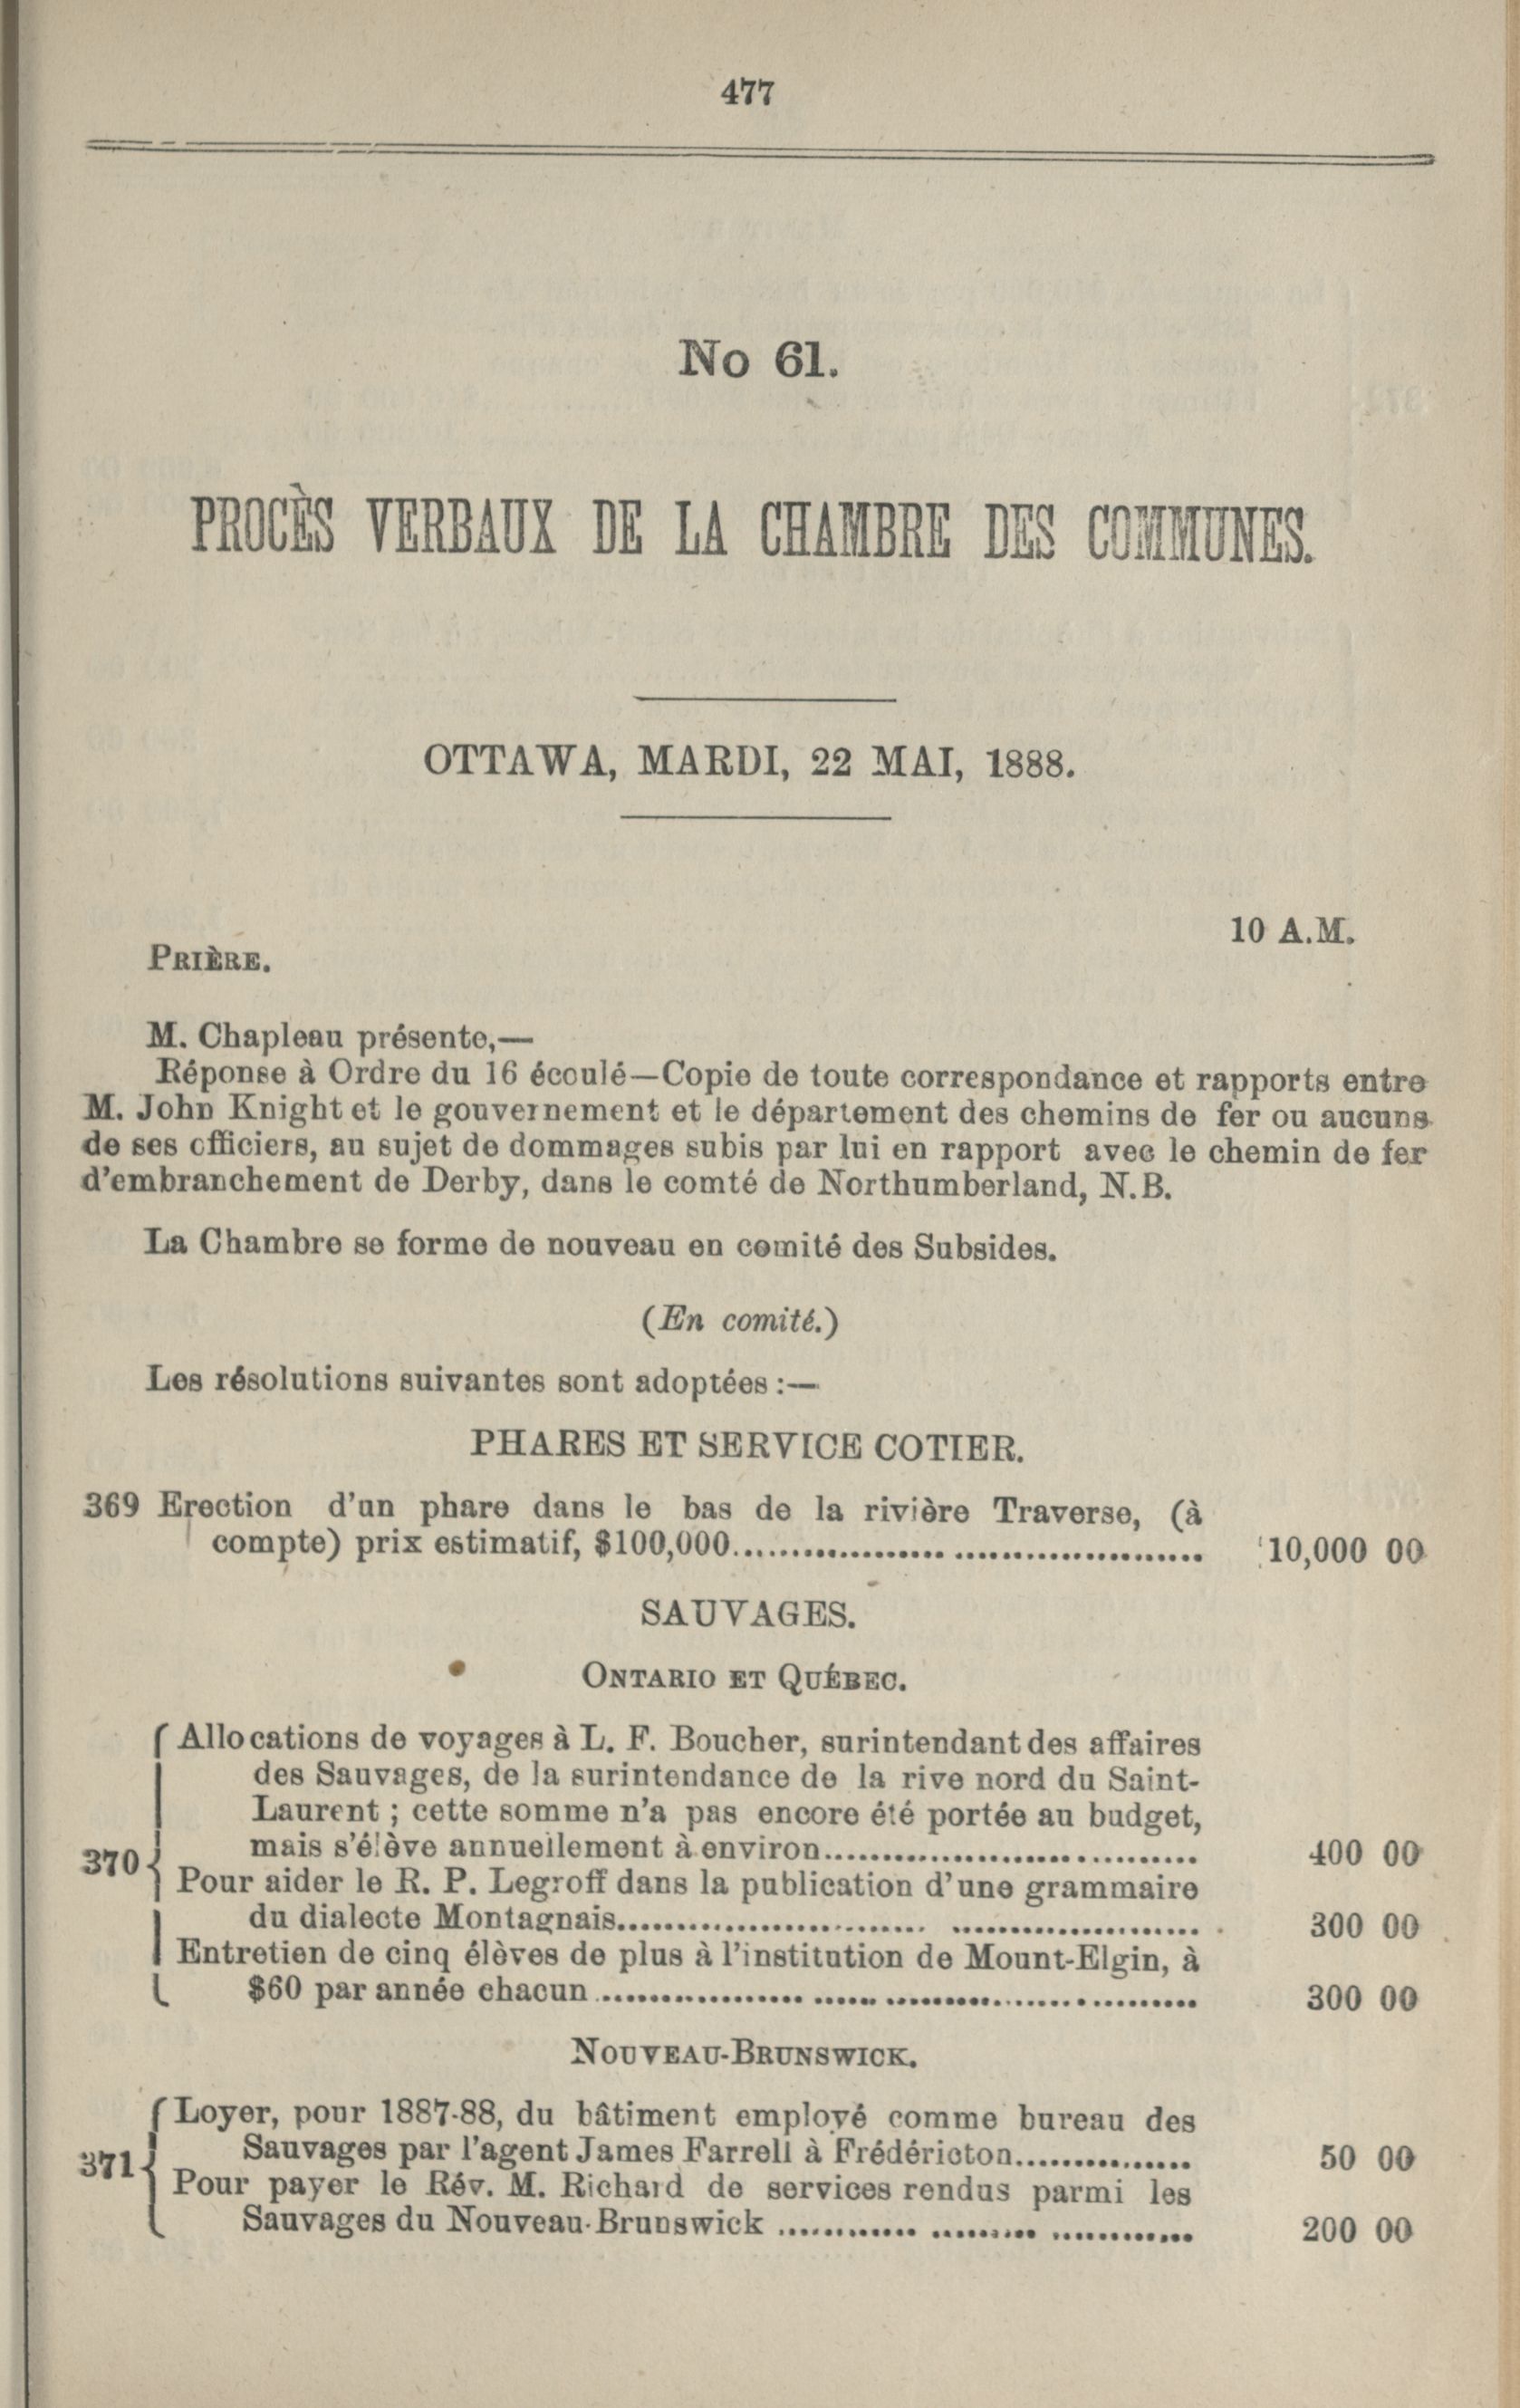 477
No 61.
PROCÈS VERBAUX DE LA CHAMBRE DES COMMUNES.
OTTAWA, MARDI, 22 MAI, 1888.
10 A.M.
PRIÈRE.
M. Chapleau présente,—
Réponse à Ordre du 16 écoulé—Copie de toute correspondance et rapports entre
M. John Knight et le gouvernement et le département des chemins de fer ou aucuns
de ses officiers, au sujet de dommages subis par lui en rapport avec le chemin de fer
d'embranchement de Derby, dans le comté de Northumberland, N.B.
La Chambre se forme de nouveau en comité des Subsides.
(En comité.)
Les résolutions suivantes sont adoptées :—
PHARES ET SERVICE COTIER.
369 Erection d'un phare dans le bas de la rivière Traverse, (à
compte) prix estimatif, $100,000........................................ 10,000 00
SAUVAGES.
ONTARIO ET QUÉBEC.
Allocations de voyages à L. F. Boucher, surintendant des affaires
des Sauvages, de la surintendance de la rive nord du Saint-
Laurent ; cette somme n'a pas encore été portée au budget,
mais s'élève annuellement à environ................................ 400 00
370 Pour aider le R. P. Legroff dans la publication d'une grammaire
du dialecte Montagnais.................................................. 300 00
Entretien de cinq élèves de plus à l'institution de Mount-Elgin, à
$60 par année chacun .................................................. 300 00
NOUVEAU-BRUNSWICK.
Loyer, pour 1887-88, du bâtiment employé comme bureau des
371 Sauvages par l'agent James Farrell à Frédéricton............... 50 00
Pour payer le Rév. M. Richard de services rendus parmi les
Sauvages du Nouveau-Brunswick .................................. 200 00